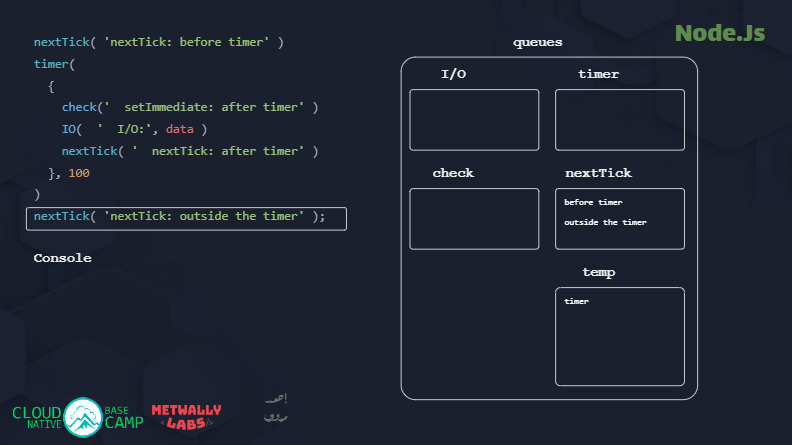 Node.Js
nextTick( 'nextTick: before timer' )
timer(
{
check(' setImmediate: after timer' )
IO( ' I/O:', data )
nextTick( ' nextTick: after timer' )
}, 100
)
nextTick( 'nextTick: outside the timer' );
Console
queues
I/O
timer
check
nextTick
before timer
outside the timer
temp
timer
CLOUD NATIVE BASE CAMP
METWALLY
<LABS/>